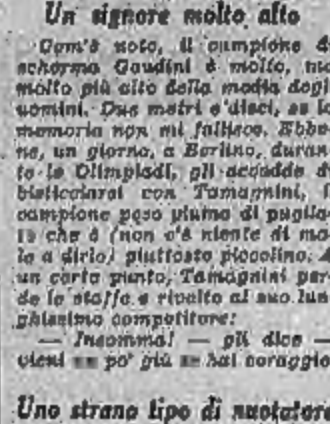 Un signore molto alto
Com'è noto, il campione di
scherma Gaudini è molto, ma
molto più alto della media degli
uomini. Due metri e dieci, se la
memoria non mi fallisce. Ebbe-
ne, un giorno, a Berlino, duran-
te le Olimpiadi, gli accadde di
bisticciarsi con Tamagnini, il
campione peso piuma di pugila-
to che è (non c'è niente di ma-
le a dirlo) piuttosto piccolino. A
un certo punto, Tamagnini per-
de le staffe e rivolto al suo lun-
ghissimo competitore:
— Insomma! — gli dice —
vieni un po' giù se hai coraggio
Uno strano tipo di nuotatore